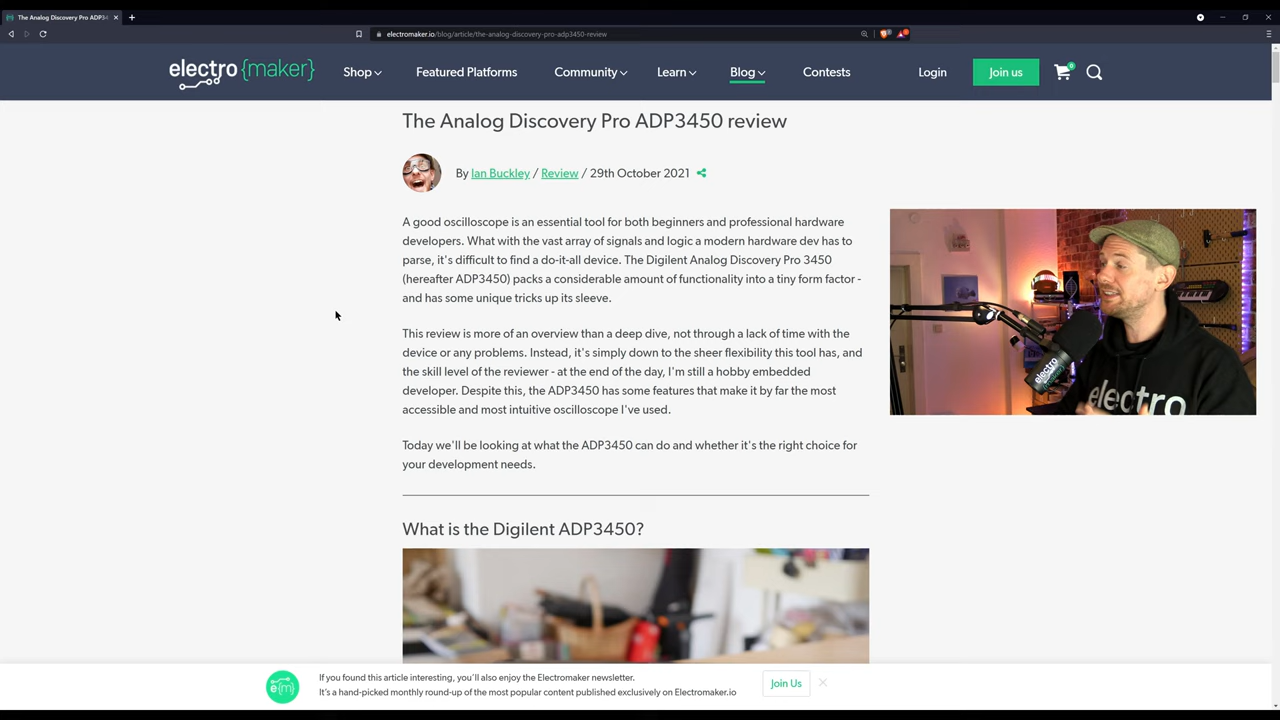 The Analog Discovery Pro ADP3
electromaker.io/blog/article/the-analog-discovery-pro-adp3450-review
electro{maker}
Shop
Featured Platforms
Community
Learn
Blog
Contests
Login
Join us
0
The Analog Discovery Pro ADP3450 review
By Ian Buckley / Review / 29th October 2021
A good oscilloscope is an essential tool for both beginners and professional hardware
developers. What with the vast array of signals and logic a modern hardware dev has to
parse, it's difficult to find a do-it-all device. The Digilent Analog Discovery Pro 3450
(hereafter ADP3450) packs a considerable amount of functionality into a tiny form factor -
and has some unique tricks up its sleeve.
This review is more of an overview than a deep dive, not through a lack of time with the
device or any problems. Instead, it's simply down to the sheer flexibility this tool has, and
the skill level of the reviewer - at the end of the day, I'm still a hobby embedded
developer. Despite this, the ADP3450 has some features that make it by far the most
accessible and most intuitive oscilloscope I've used.
Today we'll be looking at what the ADP3450 can do and whether it's the right choice for
your development needs.
electro
electro
What is the Digilent ADP3450?
e{m}
If you found this article interesting, you'll also enjoy the Electromaker newsletter.
It's a hand-picked monthly round-up of the most popular content published exclusively on Electromaker.io
Join Us